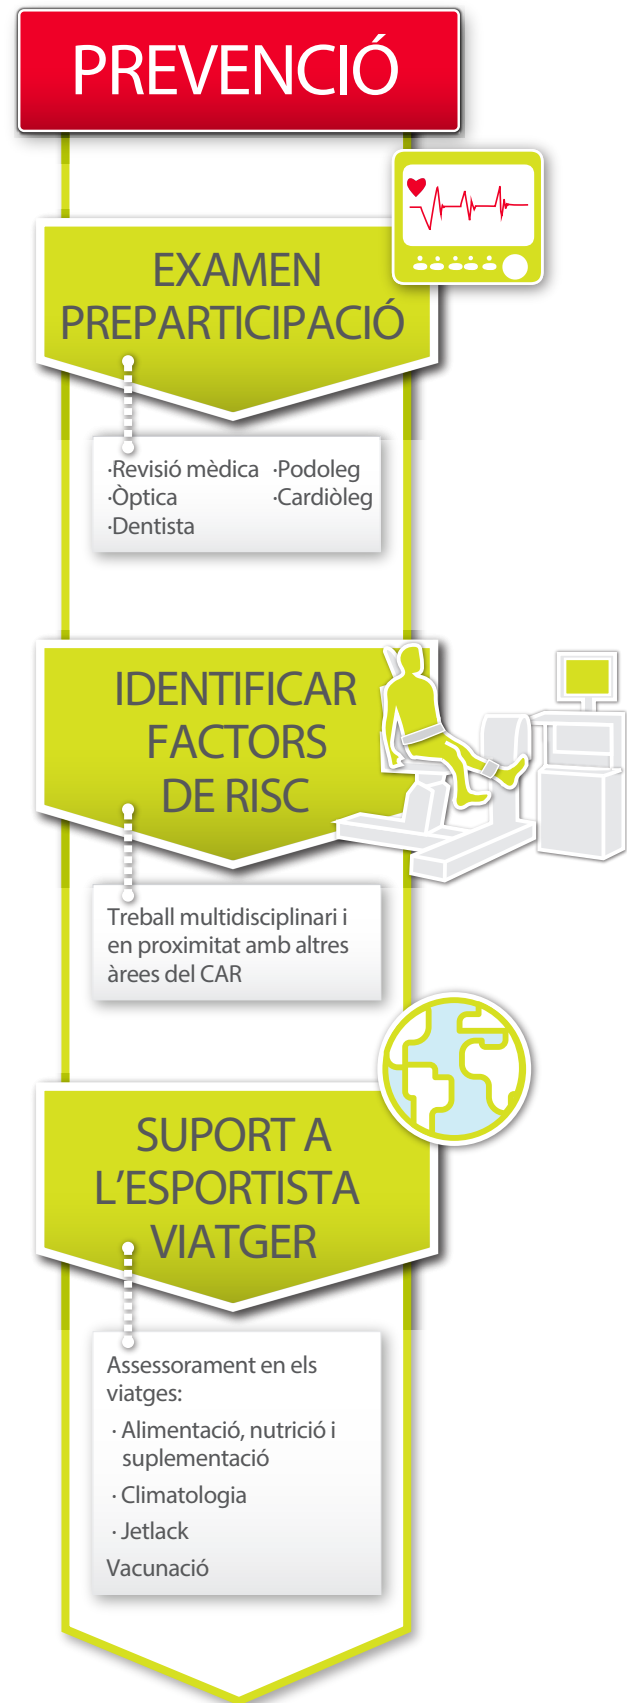 PREVENCIÓ
EXAMEN
PREPARTICIPACIÓ
·Revisió mèdica ·Podoleg
·Òptica ·Cardiòleg
·Dentista
IDENTIFICAR
FACTORS
DE RISC
Treball multidisciplinari i
en proximitat amb altres
àrees del CAR
SUPORT A
L’ESPORTISTA
VIATGER
Assessorament en els
viatges:
· Alimentació, nutrició i
suplementació
· Climatologia
· Jetlack
Vacunació